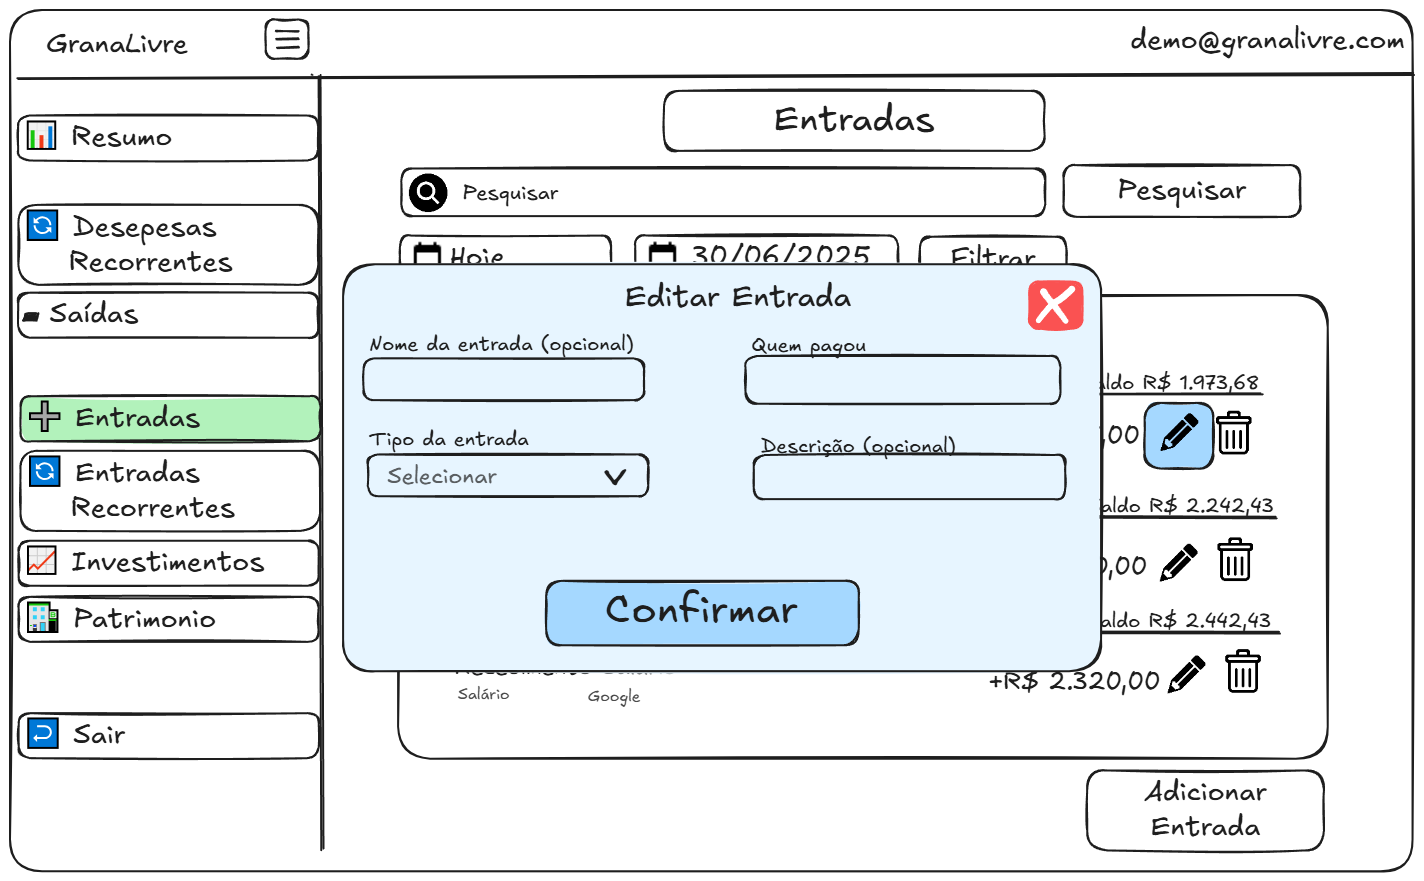 GranaLivre
demo@granalivre.com
Resumo
Desepesas
Recorrentes
Saídas
Entradas
Entradas
Recorrentes
Investimentos
Patrimonio
Sair
Entradas
Pesquisar
Pesquisar
Hoje
30/06/2025
Filtrar
Editar Entrada
Nome da entrada (opcional)
Quem pagou
Tipo da entrada
Selecionar
Descrição (opcional)
Confirmar
aldo R$ 1.973,68
,00
aldo R$ 2.242,43
0,00
aldo R$ 2.442,43
+R$ 2.320,00
Salário
Google
Adicionar
Entrada